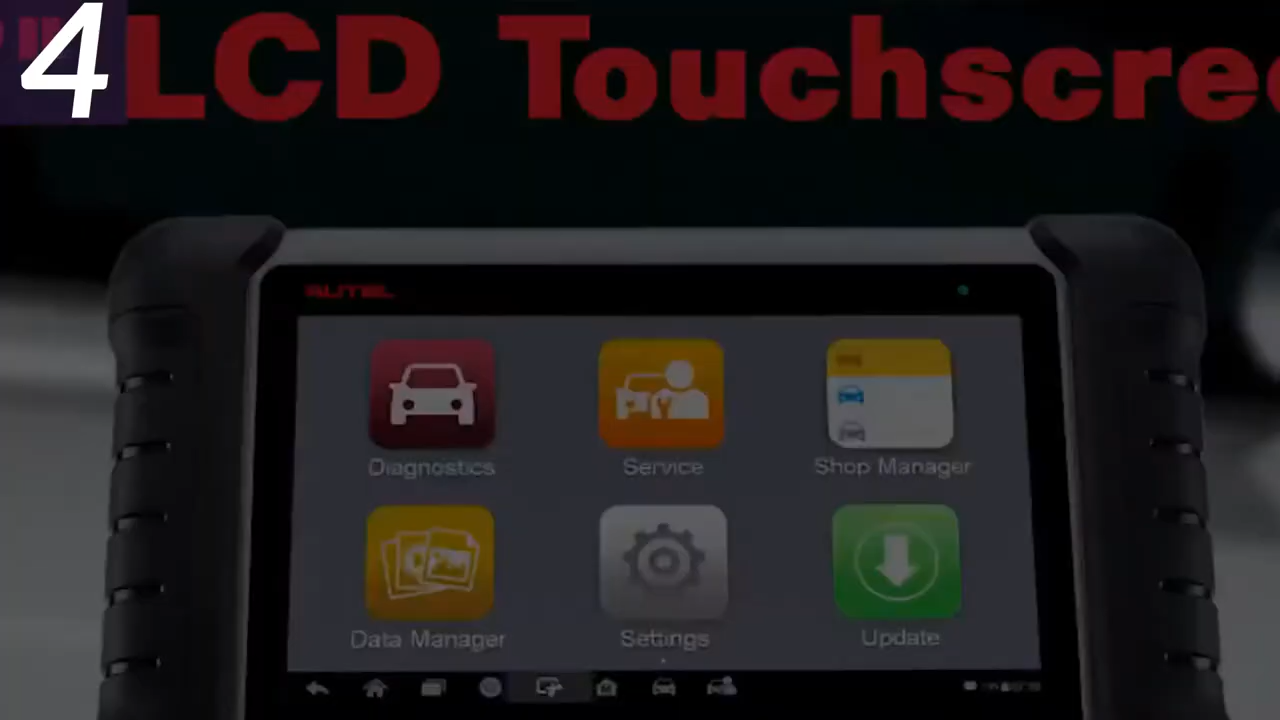 4
"LCD Touchscre
AUTEL
Diagnostics
Service
Shop Manager
Data Manager
Settings
Update